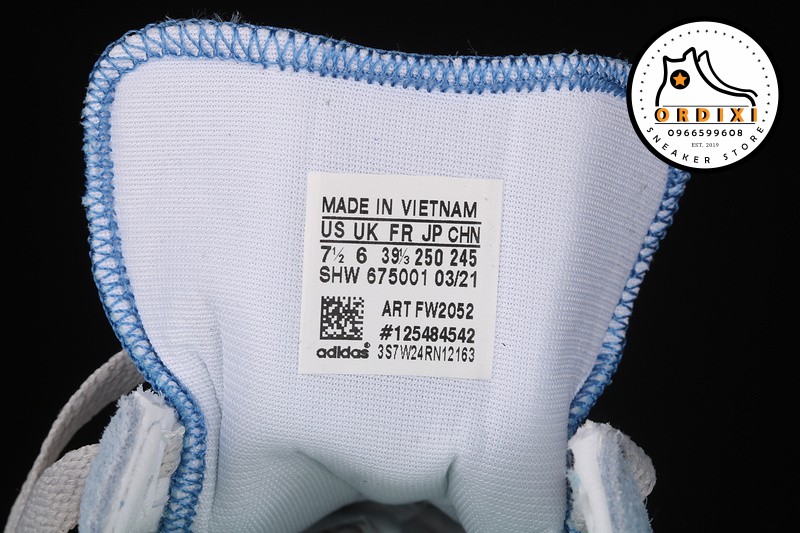 MADE IN VIETNAM
US UK FR JP CHN
7½ 6 39⅓ 250 245
SHW 675001 03/21
ART FW2052
#125484542
adidas® 3S7W24RN12163
ORDIXI
0966599608
EST. 2019
SNEAKER STORE